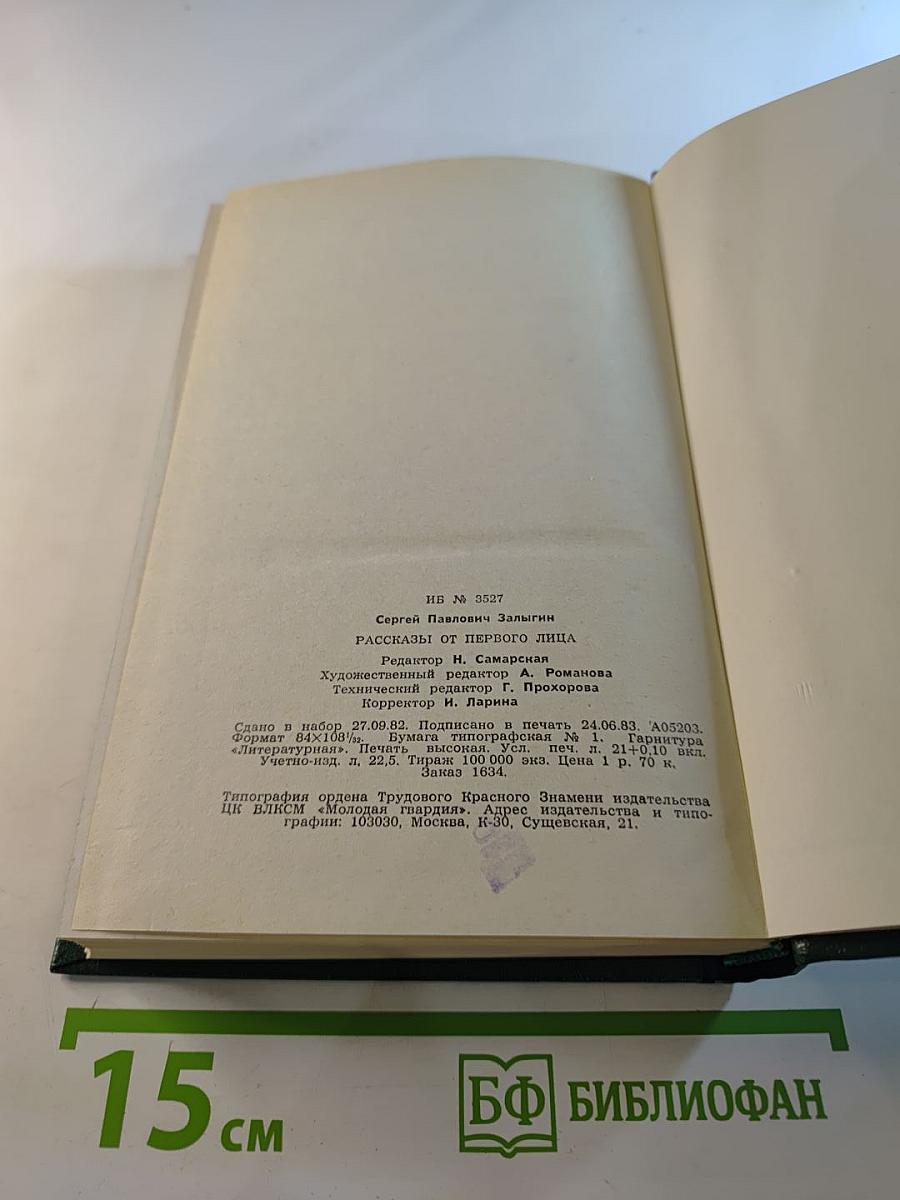 ИБ № 3527
Сергей Павлович Залыгин
РАССКАЗЫ ОТ ПЕРВОГО ЛИЦА
Редактор Н. Самарская
Художественный редактор А. Романова
Технический редактор Г. Прохорова
Корректор И. Ларина
Сдано в набор 27.09.82. Подписано в печать 24.06.83. А05203.
Формат 84×108¹/₃₂. Бумага типографская № 1. Гарнитура
«Литературная». Печать высокая. Усл. печ. л. 21+0,10 вкл.
Учетно-изд. л. 22,5. Тираж 100 000 экз. Цена 1 р. 70 к.
Заказ 1634.
Типография ордена Трудового Красного Знамени издательства
ЦК ВЛКСМ «Молодая гвардия». Адрес издательства и типо-
графии: 103030, Москва, К-30, Сущевская, 21.
15 см
БФ БИБЛИОФАН